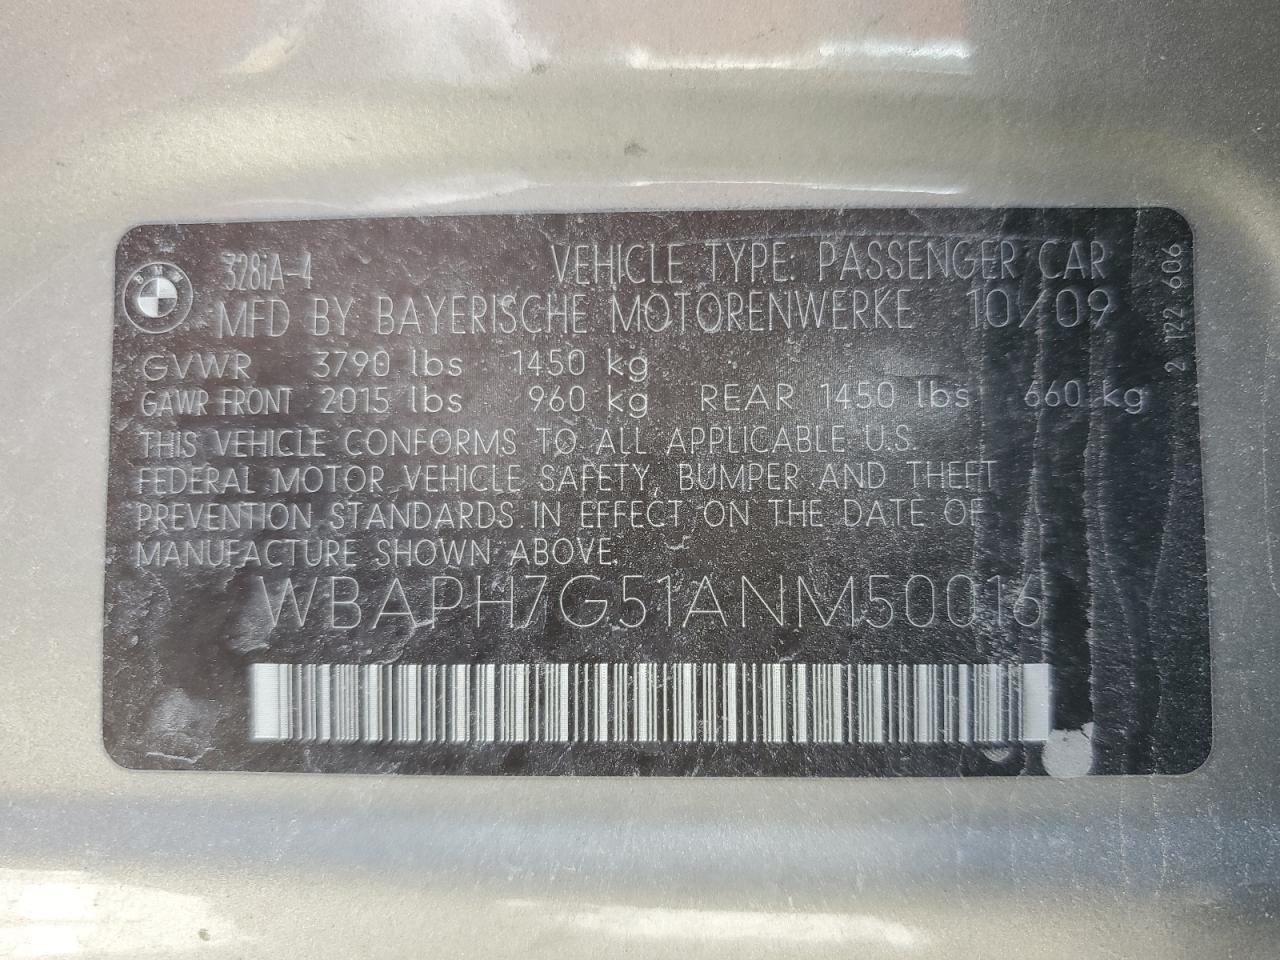 328iA-4 VEHICLE TYPE: PASSENGER CAR
MFD BY BAYERISCHE MOTORENWERKE 10/09
GVWR 3790 lbs 1450 kg
GAWR FRONT 2015 lbs 960 kg REAR 1450 lbs 660 kg
THIS VEHICLE CONFORMS TO ALL APPLICABLE U.S.
FEDERAL MOTOR VEHICLE SAFETY, BUMPER AND THEFT
PREVENTION STANDARDS IN EFFECT ON THE DATE OF
MANUFACTURE SHOWN ABOVE.
WBAPH7G51ANM50016
2 122 606
BMW